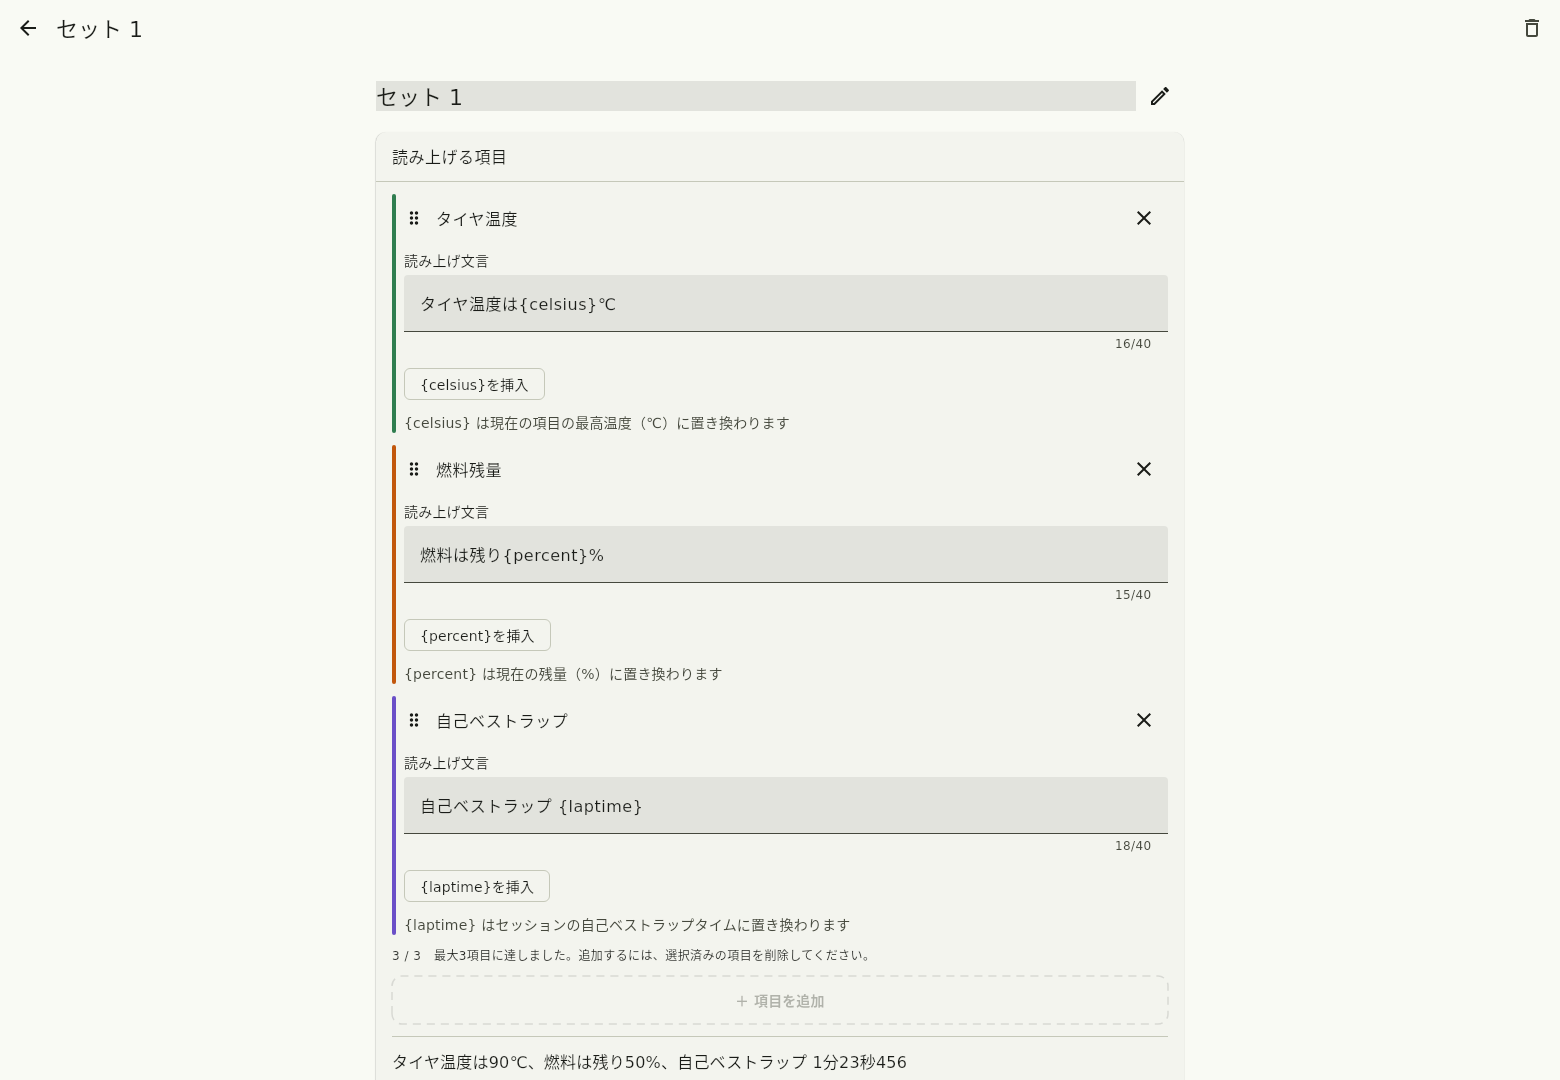 セット 1
セット 1
読み上げる項目
タイヤ温度
読み上げ文言
タイヤ温度は{celsius}℃
16/40
{celsius}を挿入
{celsius} は現在の項目の最高温度（℃）に置き換わります
燃料残量
読み上げ文言
燃料は残り{percent}%
15/40
{percent}を挿入
{percent} は現在の残量（%）に置き換わります
自己ベストラップ
読み上げ文言
自己ベストラップ {laptime}
18/40
{laptime}を挿入
{laptime} はセッションの自己ベストラップタイムに置き換わります
3 / 3　最大3項目に達しました。追加するには、選択済みの項目を削除してください。
+ 項目を追加
タイヤ温度は90℃、燃料は残り50%、自己ベストラップ 1分23秒456